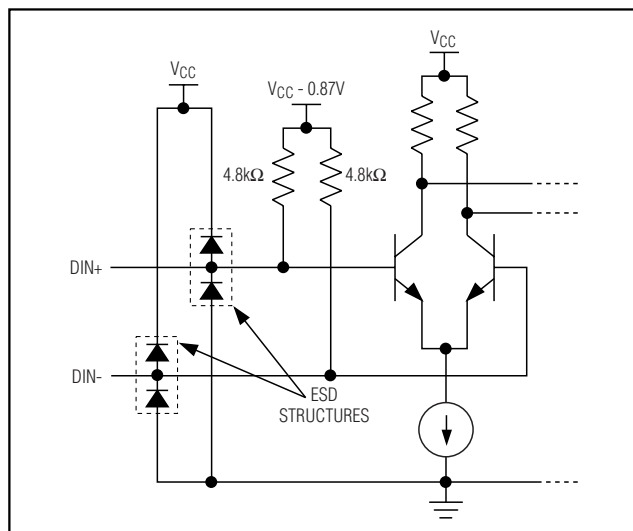 VCC
VCC
VCC - 0.87V
4.8kΩ
4.8kΩ
DIN+
DIN-
ESD
STRUCTURES